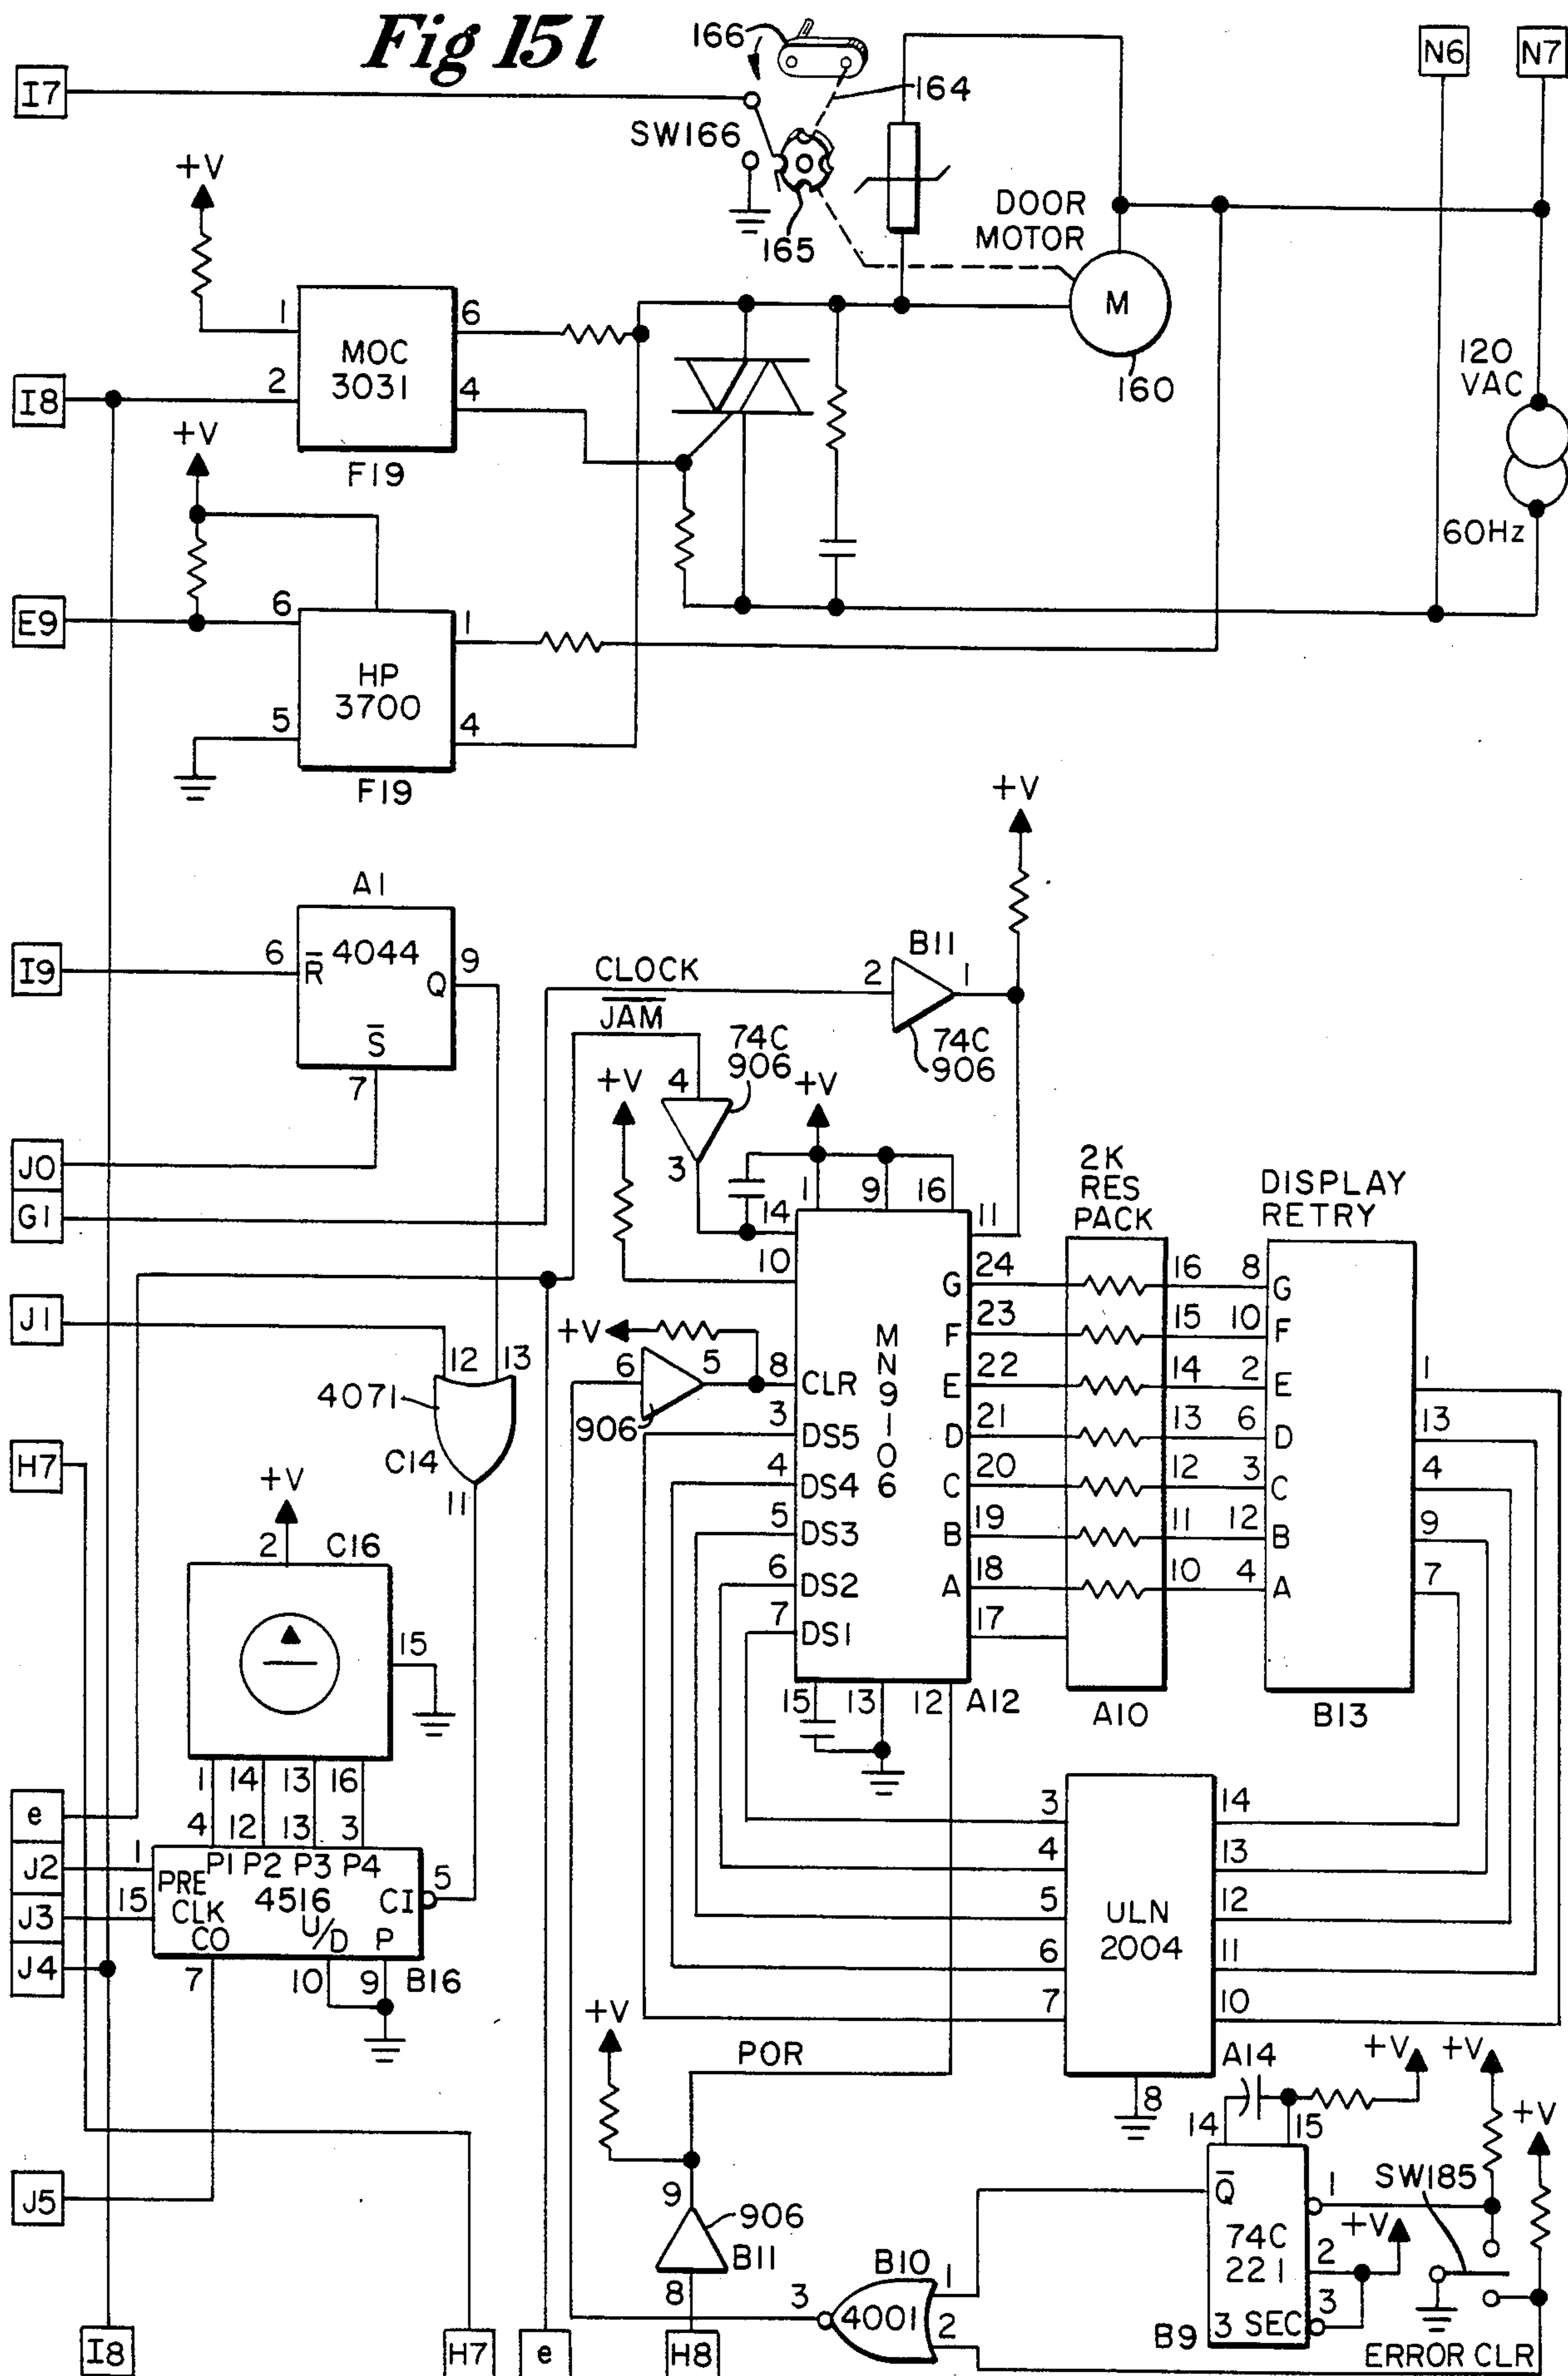 Fig 15l
166
164
N6
N7
I7
SW166
+V
165
DOOR
MOTOR
M
160
1
6
MOC
3031
2
4
I8
F19
120
VAC
60Hz
+V
E9
6
1
HP
3700
5
4
F19
+V
A1
I9
6
R̅
4044
9
Q
S̅
7
CLOCK
2
B11
1
J̅A̅M̅
74C
906
74C
906
+V
4
+V
3
J0
G1
1
9
16
14
11
10
2K
RES
PACK
DISPLAY
RETRY
J1
12
13
4071
C14
11
+V
6
5
8
906
CLR
3
DS5
4
DS4
5
DS3
6
DS2
7
DS1
MN9106
G
24
16
8
G
F
23
15
10
F
E
22
14
2
E
1
D
21
13
6
D
13
C
20
12
3
C
4
B
19
11
12
B
9
A
18
10
4
A
7
17
15
13
12
A12
A10
B13
H7
+V
2
C16
15
1
14
13
16
4
12
13
3
e
J2
J3
J4
1
15
PRE
P1
P2
P3
P4
CLK
4516
CI
5
CO
U/D
P
7
10
9
B16
3
14
4
13
5
12
ULN
2004
6
11
7
10
A14
8
+V
POR
9
906
B11
8
+V
+V
+V
14
15
Q̅
1
SW185
74C
221
+V
2
3
3 SEC
B9
B10
1
3
4001
2
ERROR CLR
J5
I8
H7
e
H8